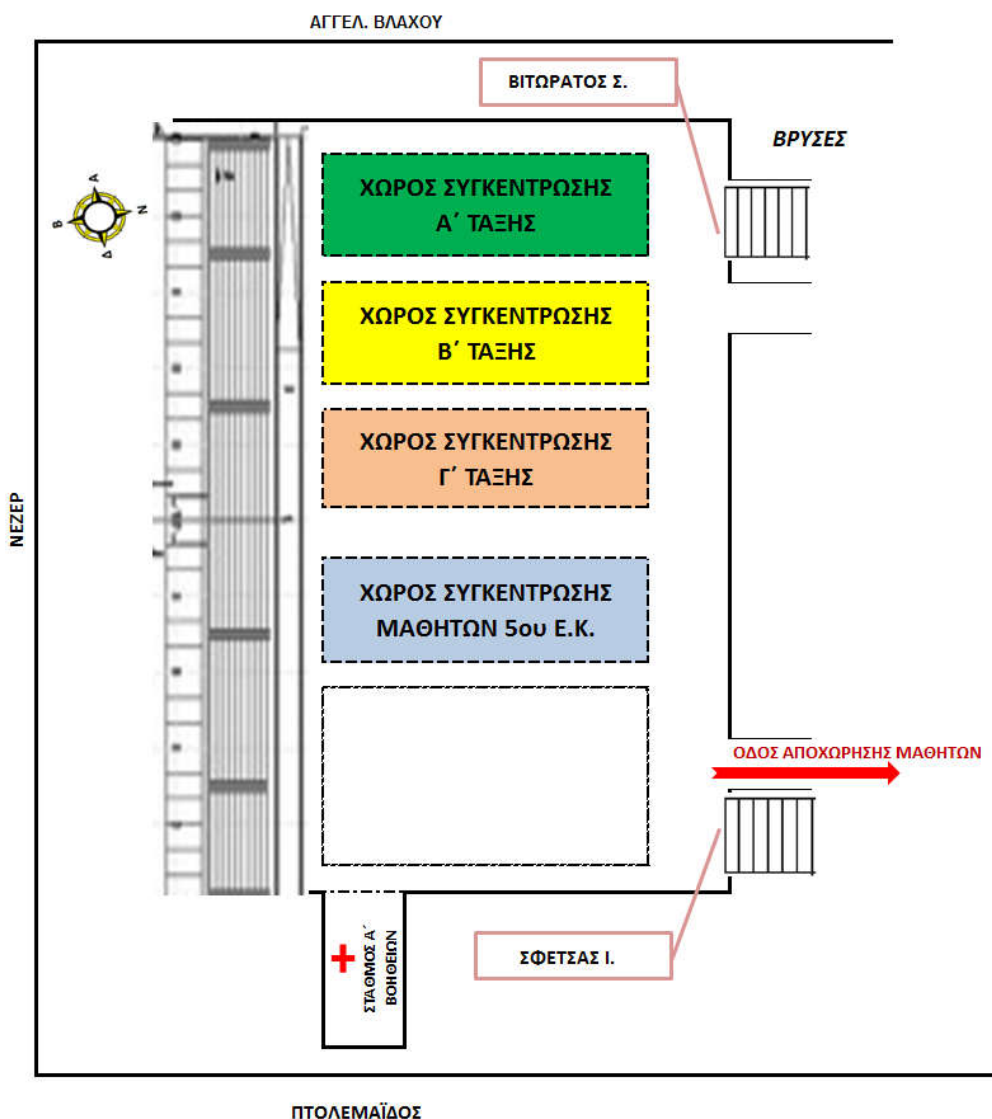 ΑΓΓΕΛ. ΒΛΑΧΟΥ
ΒΙΤΩΡΑΤΟΣ Σ.
ΒΡΥΣΕΣ
ΧΩΡΟΣ ΣΥΓΚΕΝΤΡΩΣΗΣ
Α΄ ΤΑΞΗΣ
Α
Ν
Β
Δ
ΧΩΡΟΣ ΣΥΓΚΕΝΤΡΩΣΗΣ
Β΄ ΤΑΞΗΣ
ΧΩΡΟΣ ΣΥΓΚΕΝΤΡΩΣΗΣ
Γ΄ ΤΑΞΗΣ
ΝΕΖΕΡ
ΧΩΡΟΣ ΣΥΓΚΕΝΤΡΩΣΗΣ
ΜΑΘΗΤΩΝ 5ου Ε.Κ.
ΟΔΟΣ ΑΠΟΧΩΡΗΣΗΣ ΜΑΘΗΤΩΝ
ΣΤΑΘΜΟΣ Α΄
ΒΟΗΘΕΙΩΝ
ΣΦΕΤΣΑΣ Ι.
ΠΤΟΛΕΜΑΪΔΟΣ